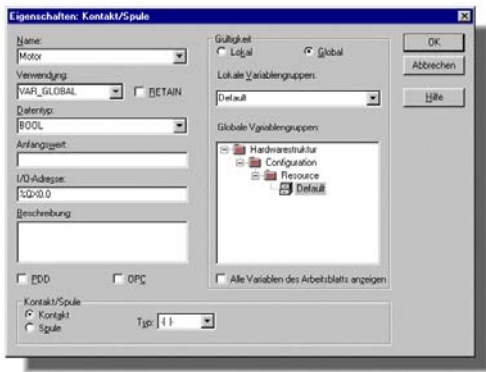 Eigenschaften: Kontakt/Spule
Name:
Motor
Verwendung:
VAR_GLOBAL
RETAIN
Datentyp:
BOOL
Anfangswert:
I/O-Adresse:
%QX0.0
Beschreibung:
PDD
OPC
Gültigkeit
Lokal
Global
Lokale Variablengruppen:
Default
Globale Variablengruppen:
Hardwarestruktur
Configuration
Resource
Default
Alle Variablen des Arbeitsblatts anzeigen
OK
Abbrechen
Hilfe
Kontakt/Spule
Kontakt
Spule
Typ: -| |-